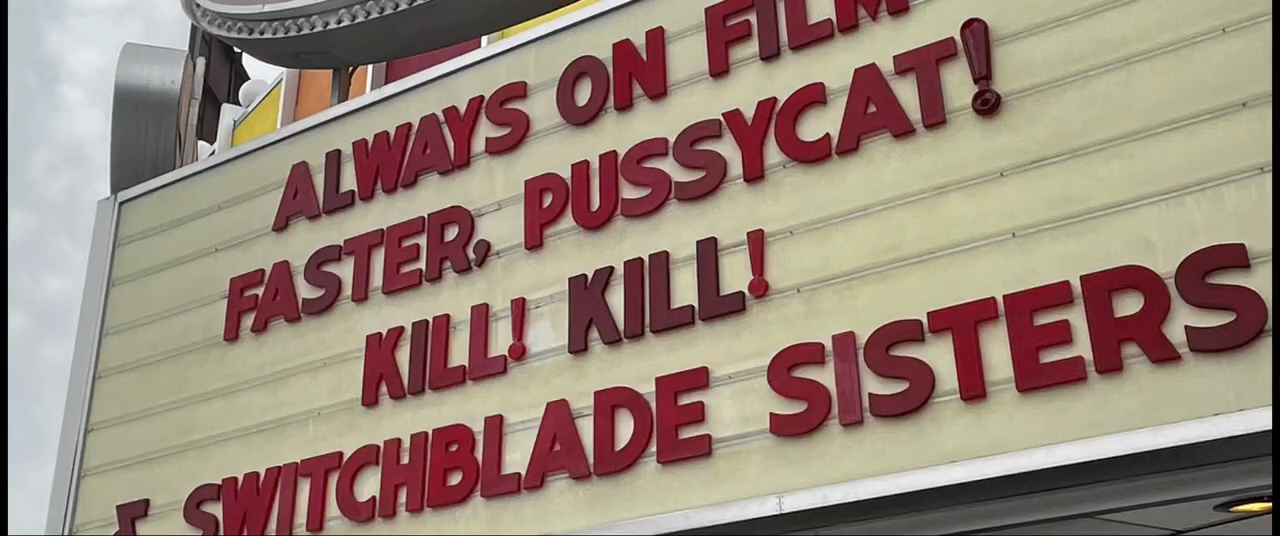 ALWAYS ON FILM
FASTER, PUSSYCAT!
KILL! KILL!
SWITCHBLADE SISTERS